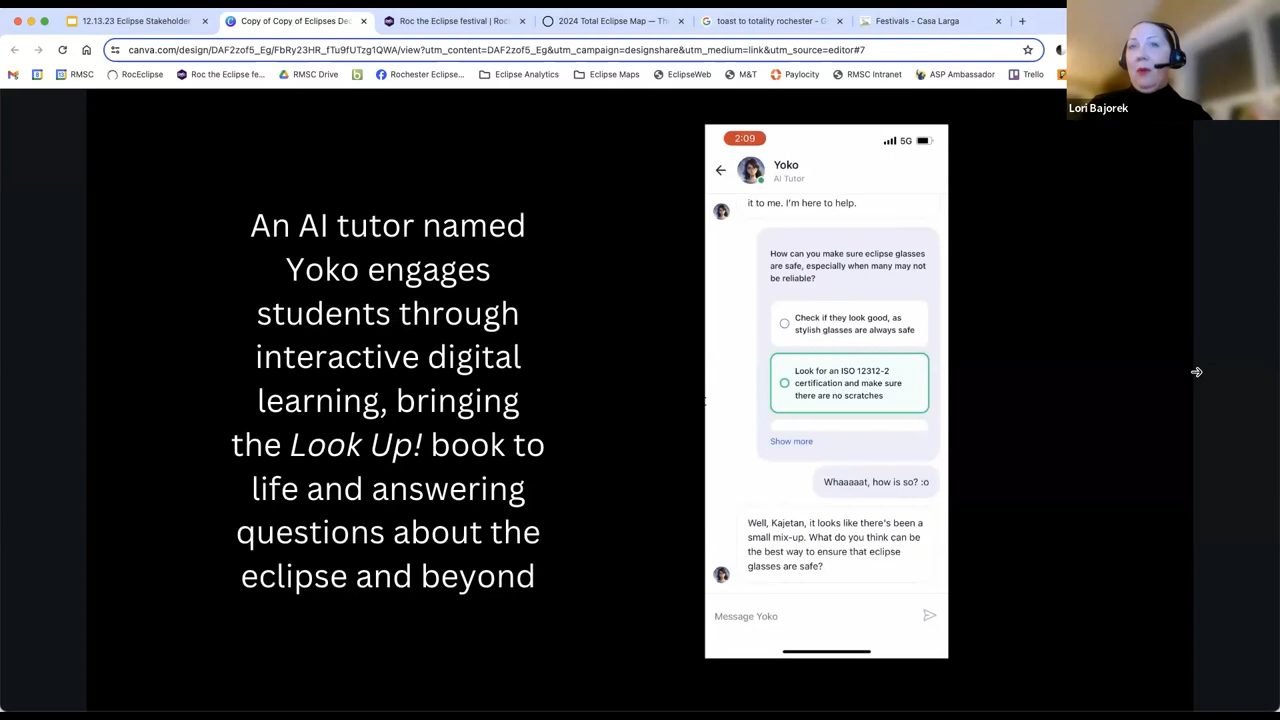 12.13.23 Eclipse Stakeholder
Copy of Copy of Eclipses Dec
Roc the Eclipse festival | Roc
2024 Total Eclipse Map — The
toast to totality rochester - G
Festivals - Casa Larga
canva.com/design/DAF2zof5_Eg/FbRy23HR_fTu9fUTzg1QWA/view?utm_content=DAF2zof5_Eg&utm_campaign=designshare&utm_medium=link&utm_source=editor#7
RMSC
RocEclipse
Roc the Eclipse fe...
RMSC Drive
Rochester Eclipse...
Eclipse Analytics
Eclipse Maps
EclipseWeb
M&T
Paylocity
RMSC Intranet
ASP Ambassador
Trello
Lori Bajorek
An AI tutor named
Yoko engages
students through
interactive digital
learning, bringing
the Look Up! book to
life and answering
questions about the
eclipse and beyond
2:09
5G
Yoko
AI Tutor
it to me. I'm here to help.
How can you make sure eclipse glasses
are safe, especially when many may not
be reliable?
Check if they look good, as
stylish glasses are always safe
Look for an ISO 12312-2
certification and make sure
there are no scratches
Show more
Whaaaaat, how is so? :o
Well, Kajetan, it looks like there's been a
small mix-up. What do you think can be
the best way to ensure that eclipse
glasses are safe?
Message Yoko